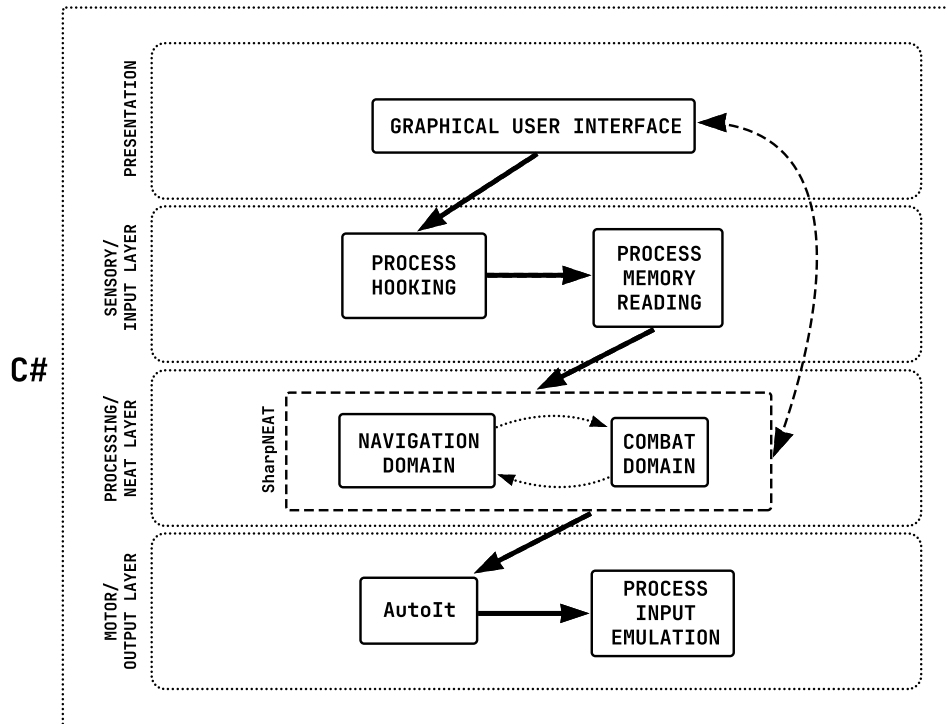 C#
PRESENTATION
GRAPHICAL USER INTERFACE
SENSORY/
INPUT LAYER
PROCESS
HOOKING
PROCESS
MEMORY
READING
PROCESSING/
NEAT LAYER
SharpNEAT
NAVIGATION
DOMAIN
COMBAT
DOMAIN
MOTOR/
OUTPUT LAYER
AutoIt
PROCESS
INPUT
EMULATION